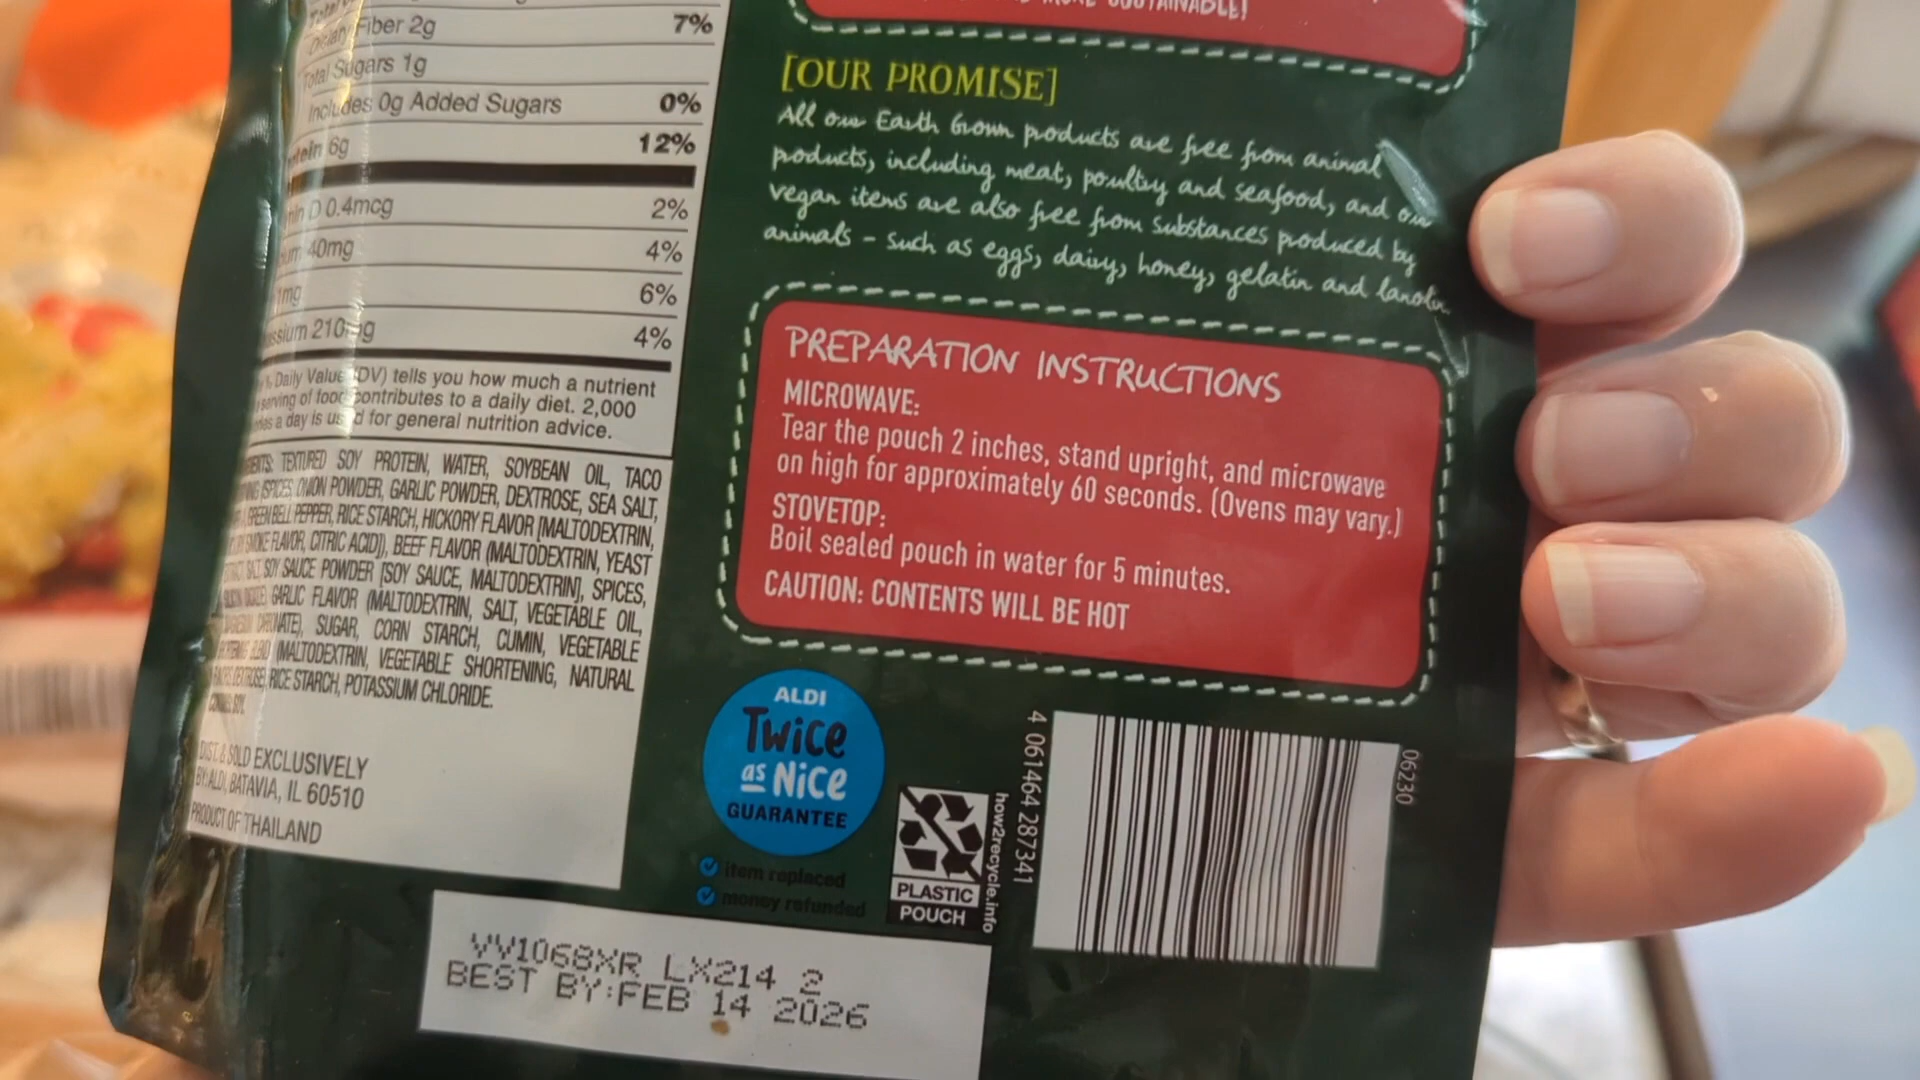 Fiber 2g 7%
Total Sugars 1g
Includes 0g Added Sugars 0%
6g 12%
D 0.4mcg 2%
40mg 4%
6%
4%
Daily Value (DV) tells you how much a nutrient
serving of food contributes to a daily diet. 2,000
a day is used for general nutrition advice.
TEXTURED SOY PROTEIN, WATER, SOYBEAN OIL, TACO
ONION POWDER, GARLIC POWDER, DEXTROSE, SEA SALT,
GREEN BELL PEPPER, RICE STARCH, HICKORY FLAVOR [MALTODEXTRIN,
SMOKE FLAVOR, CITRIC ACID]), BEEF FLAVOR (MALTODEXTRIN, YEAST
SOY SAUCE POWDER [SOY SAUCE, MALTODEXTRIN], SPICES,
GARLIC FLAVOR (MALTODEXTRIN, SALT, VEGETABLE OIL,
SUGAR, CORN STARCH, CUMIN, VEGETABLE
(MALTODEXTRIN, VEGETABLE SHORTENING, NATURAL
RICE STARCH, POTASSIUM CHLORIDE.
DIST. & SOLD EXCLUSIVELY
BY: ALDI, BATAVIA, IL 60510
PRODUCT OF THAILAND
[OUR PROMISE]
All our Earth Grown products are free from animal
products, including meat, poultry and seafood, and our
vegan items are also free from substances produced by
animals – such as eggs, dairy, honey, gelatin and lanolin
PREPARATION INSTRUCTIONS
MICROWAVE:
Tear the pouch 2 inches, stand upright, and microwave
on high for approximately 60 seconds. (Ovens may vary.)
STOVETOP:
Boil sealed pouch in water for 5 minutes.
CAUTION: CONTENTS WILL BE HOT
ALDI
Twice
as Nice
GUARANTEE
item replaced
money refunded
PLASTIC
POUCH
how2recycle.info
4 061464 287341
06230
VV1068XR LX214 2
BEST BY:FEB 14 2026